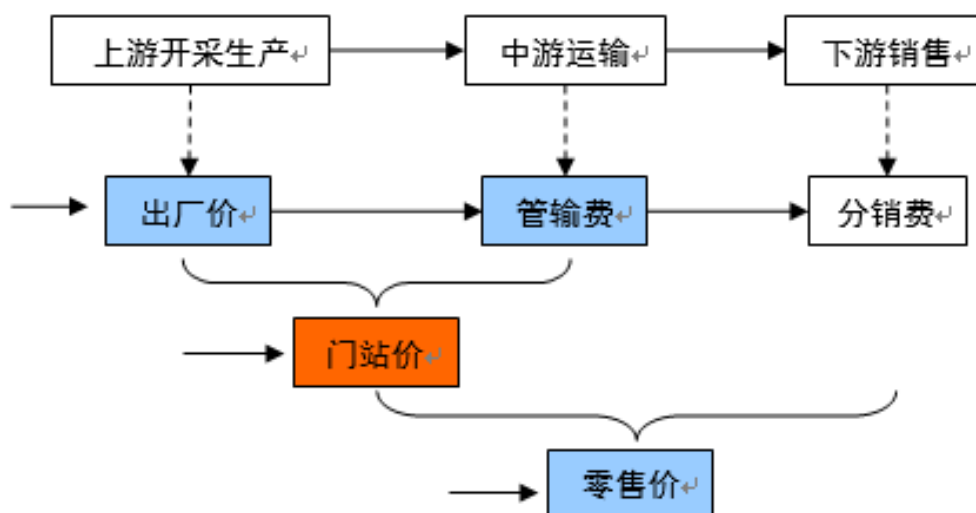 上游开采生产
中游运输
下游销售
出厂价
管输费
分销费
门站价
零售价